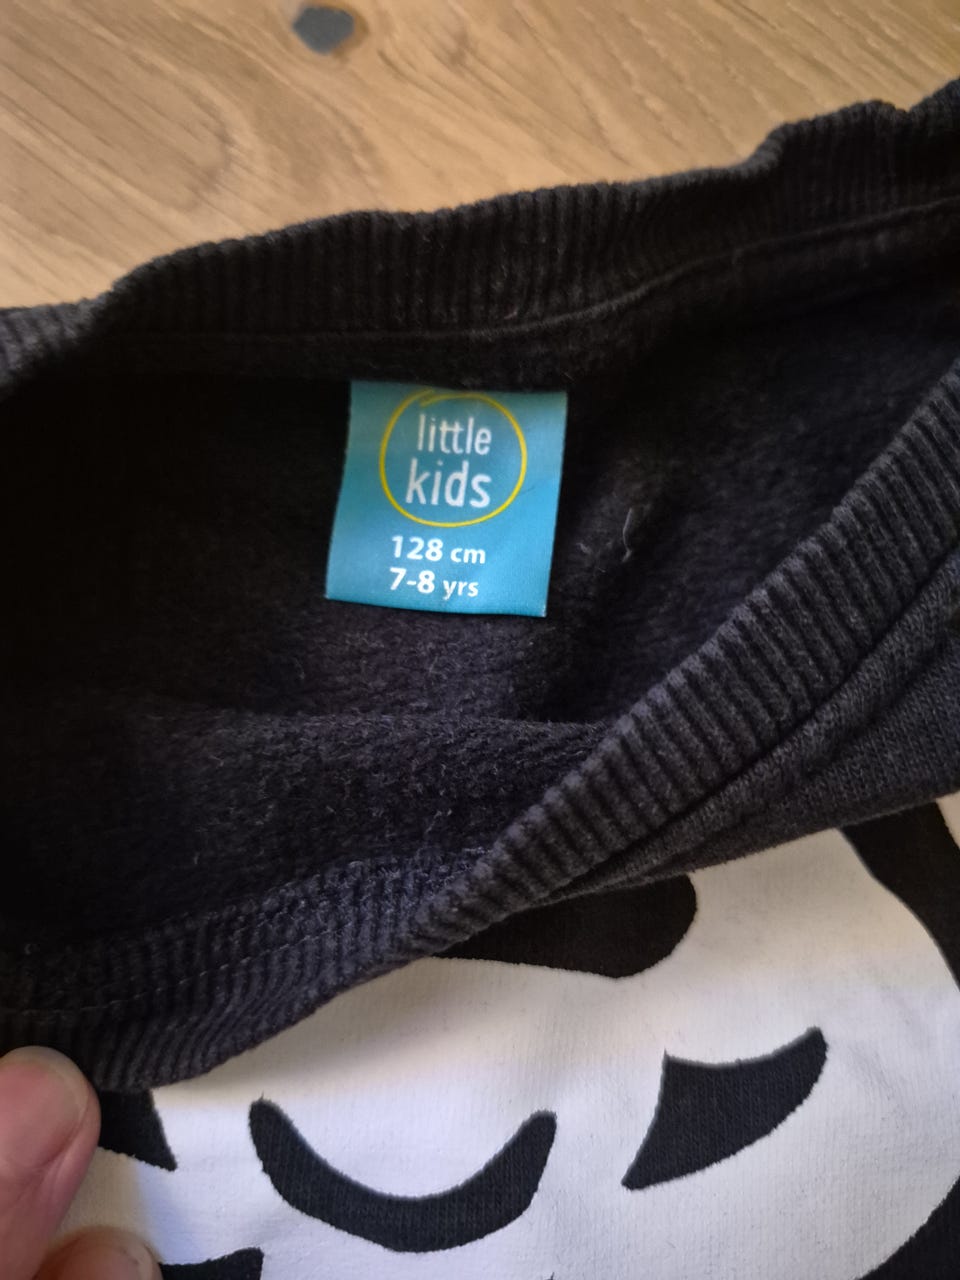 little
kids
128 cm
7-8 yrs